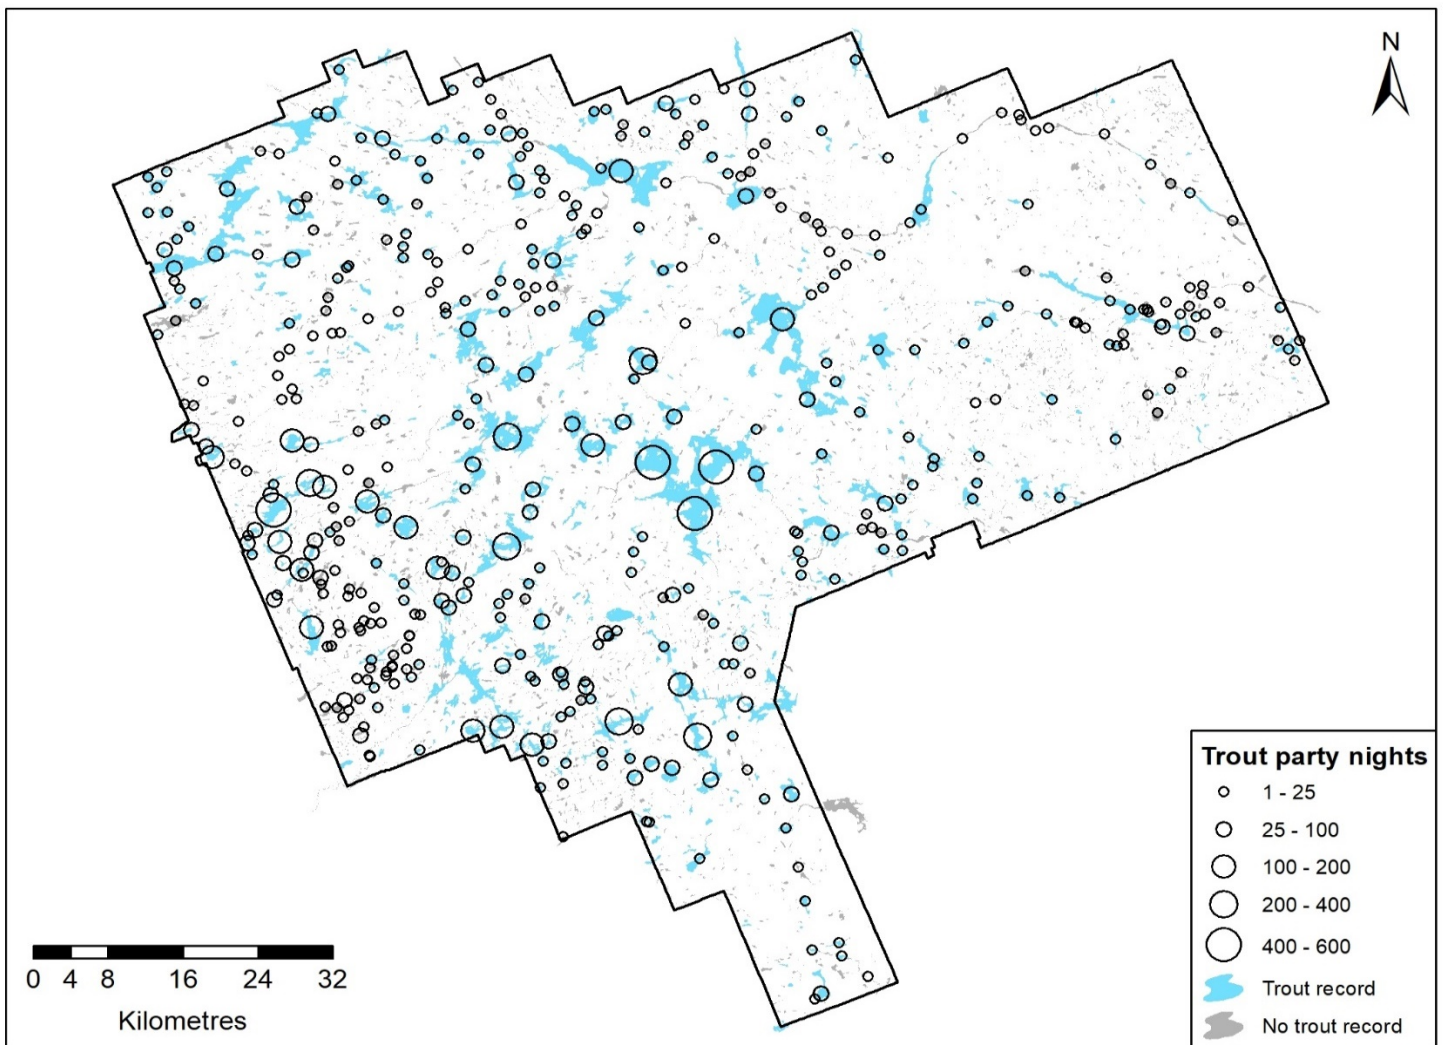 N
Trout party nights
1 - 25
25 - 100
100 - 200
200 - 400
400 - 600
Trout record
No trout record
0 4 8 16 24 32
Kilometres